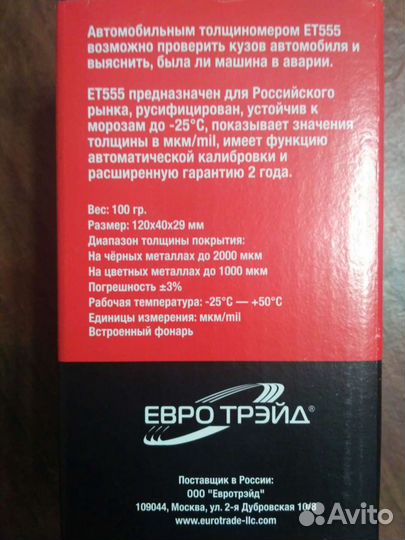 Автомобильным толщиномером ЕТ555
возможно проверить кузов автомобиля и
выяснить, была ли машина в аварии.
ЕТ555 предназначен для Российского
рынка, русифицирован, устойчив к
морозам до -25°С, показывает значения
толщины в мкм/mil, имеет функцию
автоматической калибровки и
расширенную гарантию 2 года.
Вес: 100 гр.
Размер: 120х40х29 мм
Диапазон толщины покрытия:
На чёрных металлах до 2000 мкм
На цветных металлах до 1000 мкм
Погрешность ±3%
Рабочая температура: -25°С — +50°С
Единицы измерения: мкм/mil
Встроенный фонарь
ЕВРО ТРЭЙД®
Поставщик в России:
ООО "Евротрэйд"
109044, Москва, ул. 2-я Дубровская 10/8
www.eurotrade-llc.com
Avito